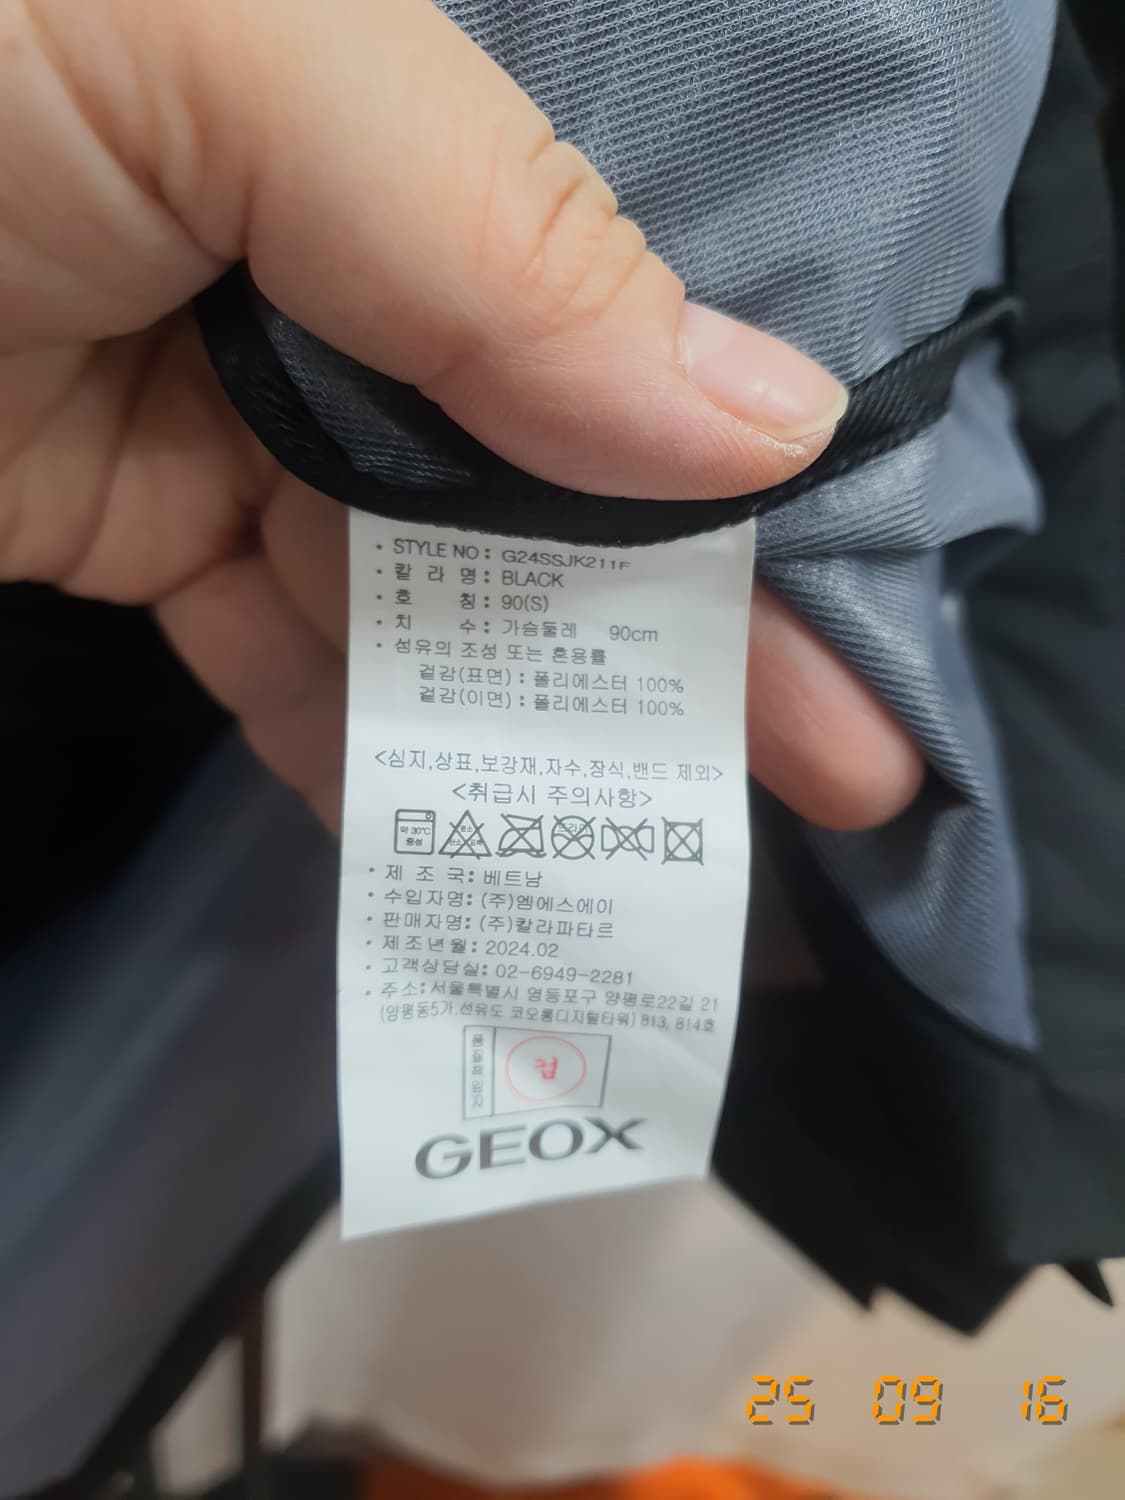 • STYLE NO : G24SSJK211F
• 칼 라 명 : BLACK
• 호 칭 : 90(S)
• 치 수 : 가슴둘레 90cm
• 섬유의 조성 또는 혼용률
겉감(표면) : 폴리에스터 100%
겉감(이면) : 폴리에스터 100%
<심지,상표,보강재,자수,장식,밴드 제외>
<취급시 주의사항>
약 30℃
중성
• 제 조 국 : 베트남
• 수입자명 : (주)엠에스에이
• 판매자명 : (주)칼라파타르
• 제조년월 : 2024.02
• 고객상담실 : 02-6949-2281
• 주소 : 서울특별시 영등포구 양평로22길 21
(양평동5가,선유도 코오롱디지털타워) 813, 814호
검
GEOX
25 09 16